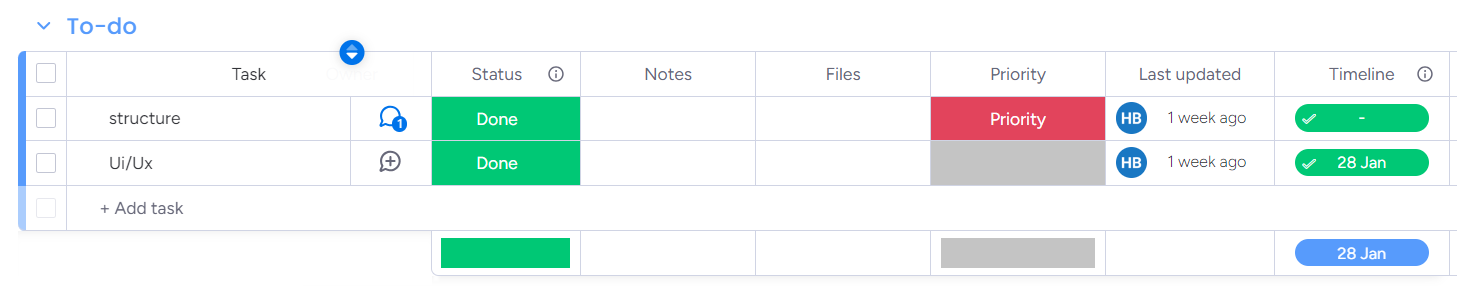 To-do
Task Status Notes Files Priority Last updated Timeline
structure 1 Done Priority HB 1 week ago -
Ui/Ux Done HB 1 week ago 28 Jan
+ Add task
28 Jan